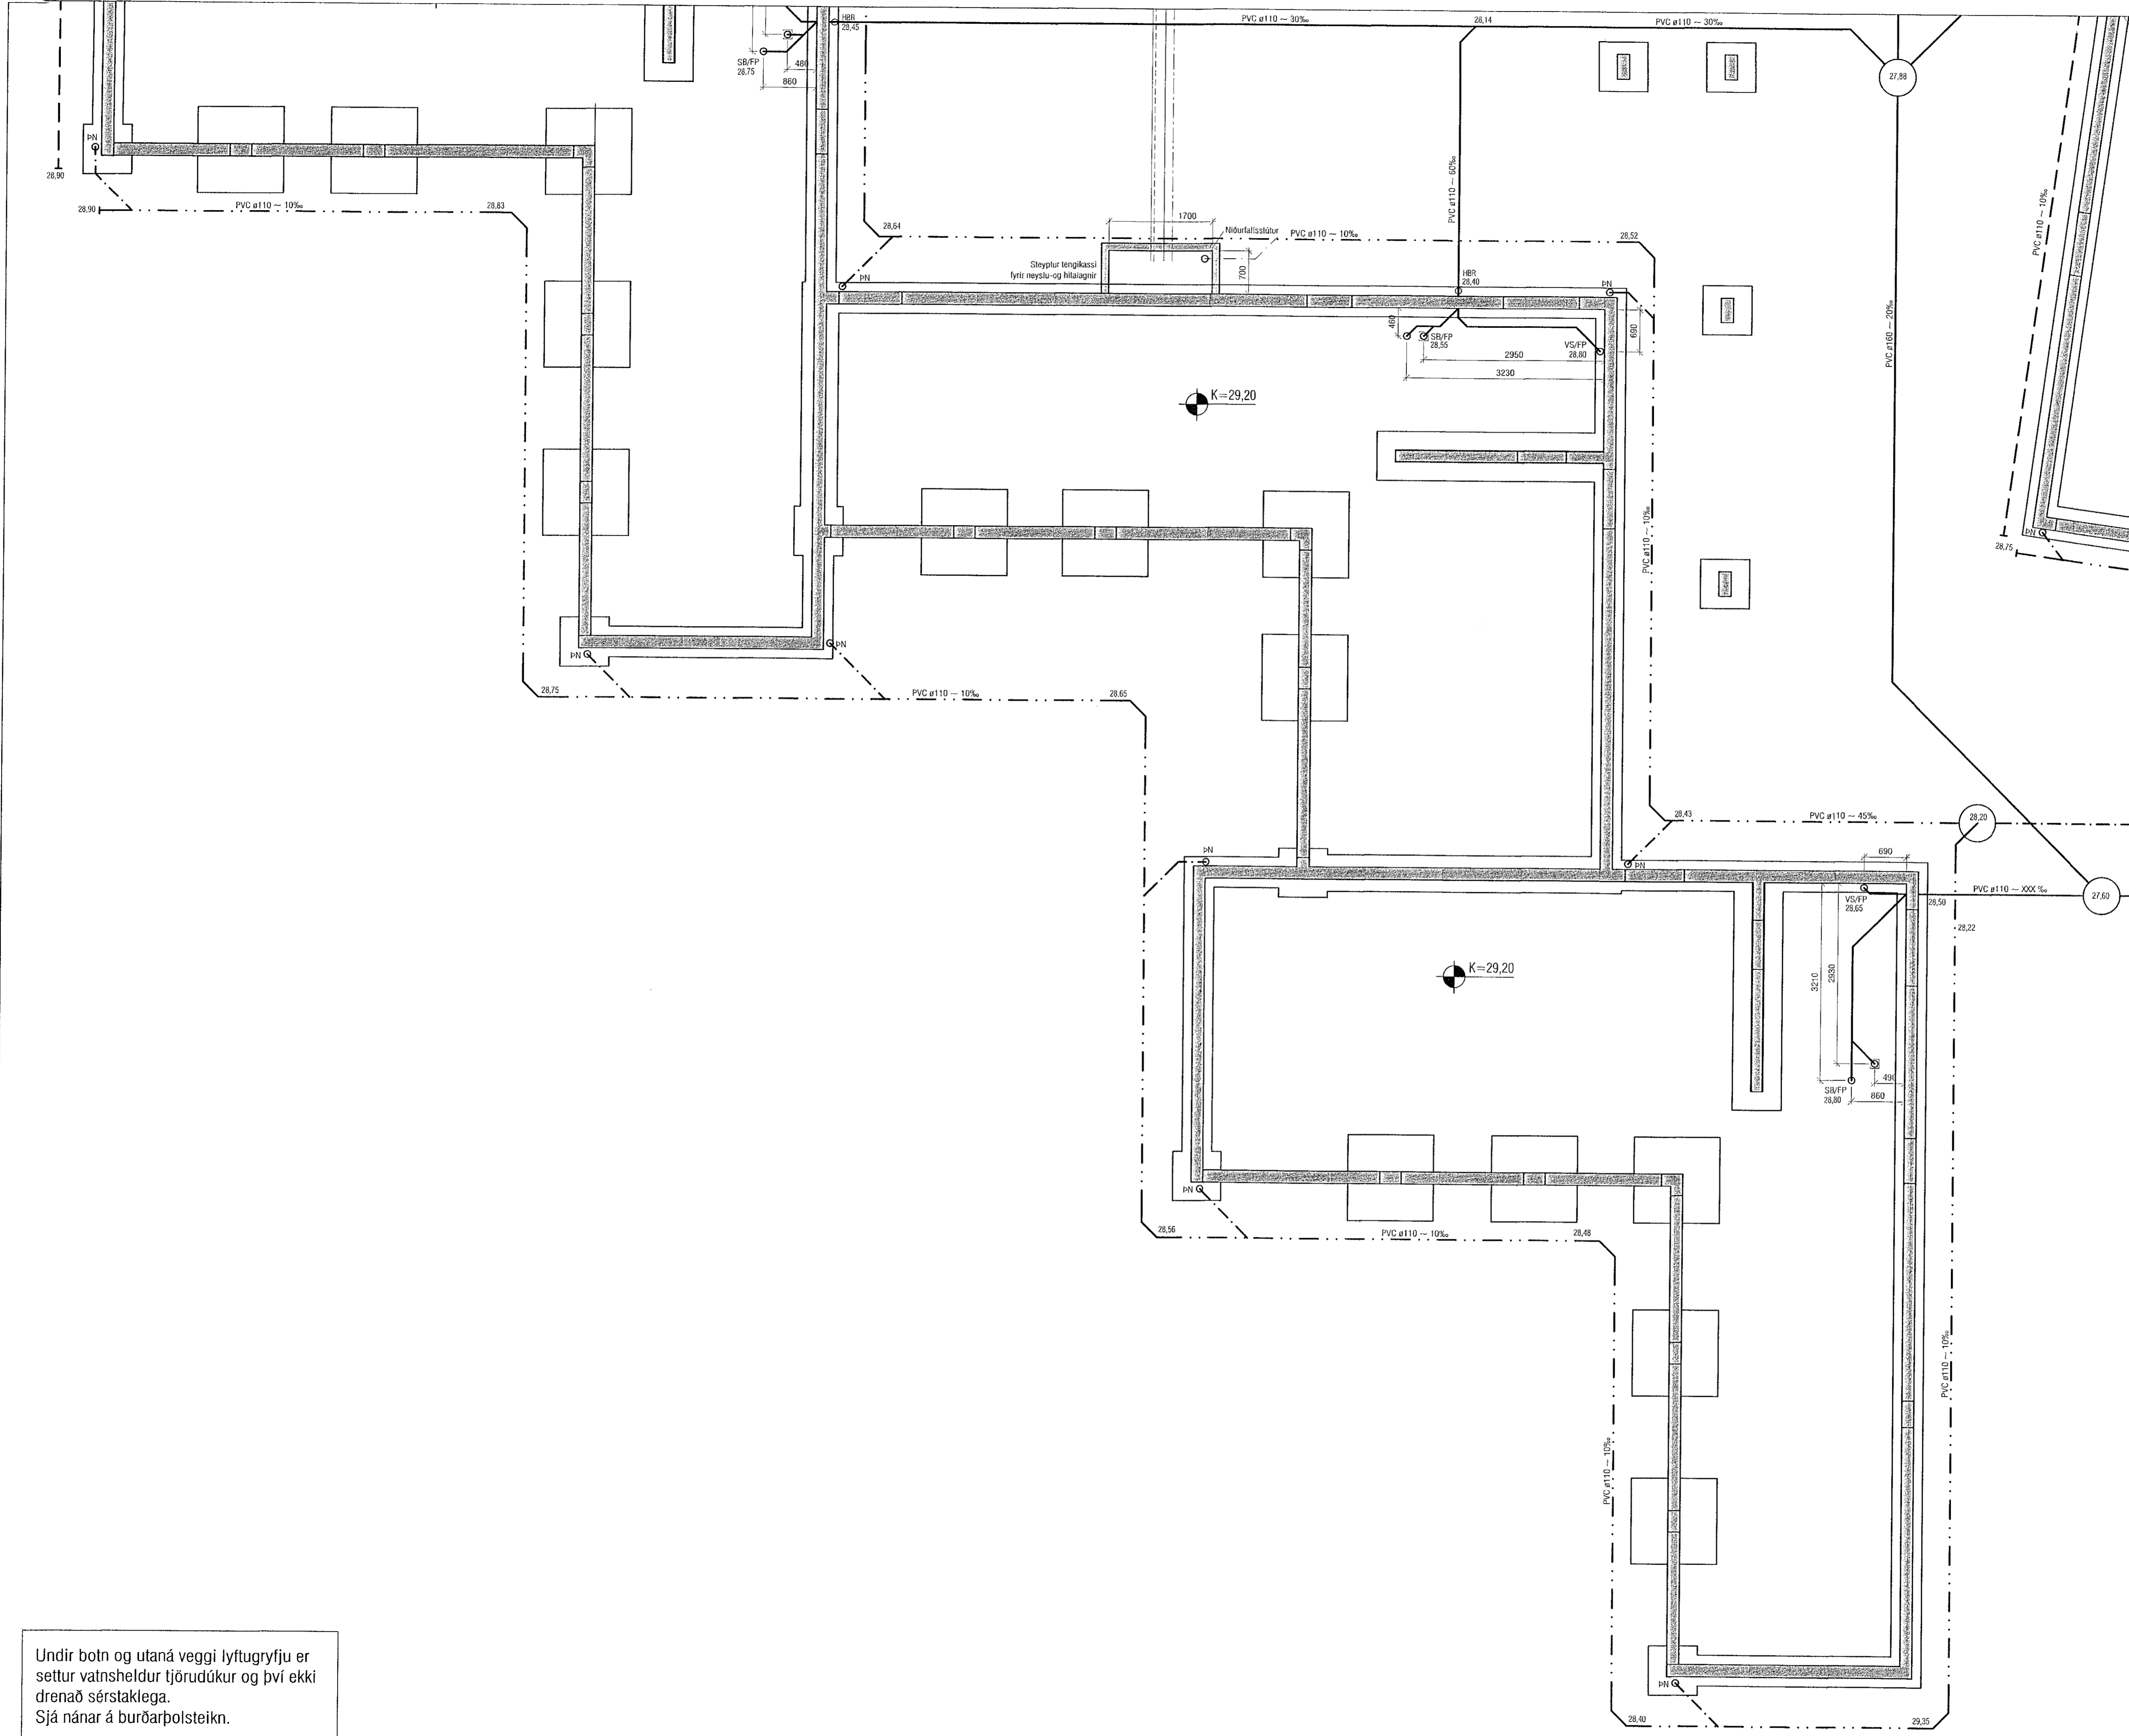 HBR
28,45
PVC ø110 ~ 30‰
28,14
PVC ø110 ~ 30‰
SB/FP
28,75
480
860
27,88
ÞN
28,90
28,90
PVC ø110 ~ 10‰
28,83
PVC ø110 ~ 60‰
PVC ø110 ~ 10‰
1700
28,64
Niðurfallsstútur
PVC ø110 ~ 10‰
28,52
Steyptur tengikassi
fyrir neyslu-og hitalagnir
700
ÞN
HBR
28,40
ÞN
460
SB/FP
28,55
VS/FP
28,80
690
2950
3230
PVC ø160 ~ 20‰
K=29,20
PVC ø110 ~ 10‰
ÞN
28,75
ÞN
ÞN
28,75
PVC ø110 ~ 10‰
28,65
28,43
PVC ø110 ~ 45‰
28,20
ÞN
ÞN
690
VS/FP
28,65
28,50
PVC ø110 ~ XXX ‰
27,60
28,22
K=29,20
3210
2930
490
SB/FP
28,80
860
ÞN
28,56
PVC ø110 ~ 10‰
28,48
PVC ø110 ~ 10‰
PVC ø110 ~ 10‰
ÞN
28,40
29,35
Undir botn og utaná veggi lyftugryfju er
settur vatnsheldur tjörudúkur og því ekki
drenað sérstaklega.
Sjá nánar á burðarþolsteikn.